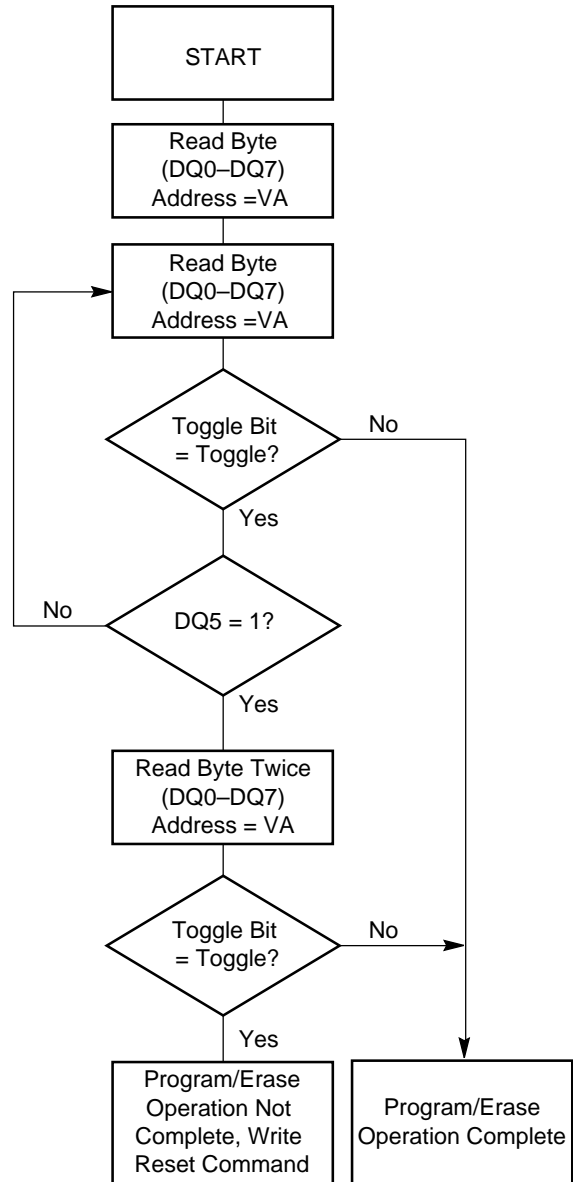 START
Read Byte
(DQ0–DQ7)
Address =VA
Read Byte
(DQ0–DQ7)
Address =VA
Toggle Bit
= Toggle?
No
Yes
No
DQ5 = 1?
Yes
Read Byte Twice
(DQ0–DQ7)
Address = VA
Toggle Bit
= Toggle?
No
Yes
Program/Erase
Operation Not
Complete, Write
Reset Command
Program/Erase
Operation Complete